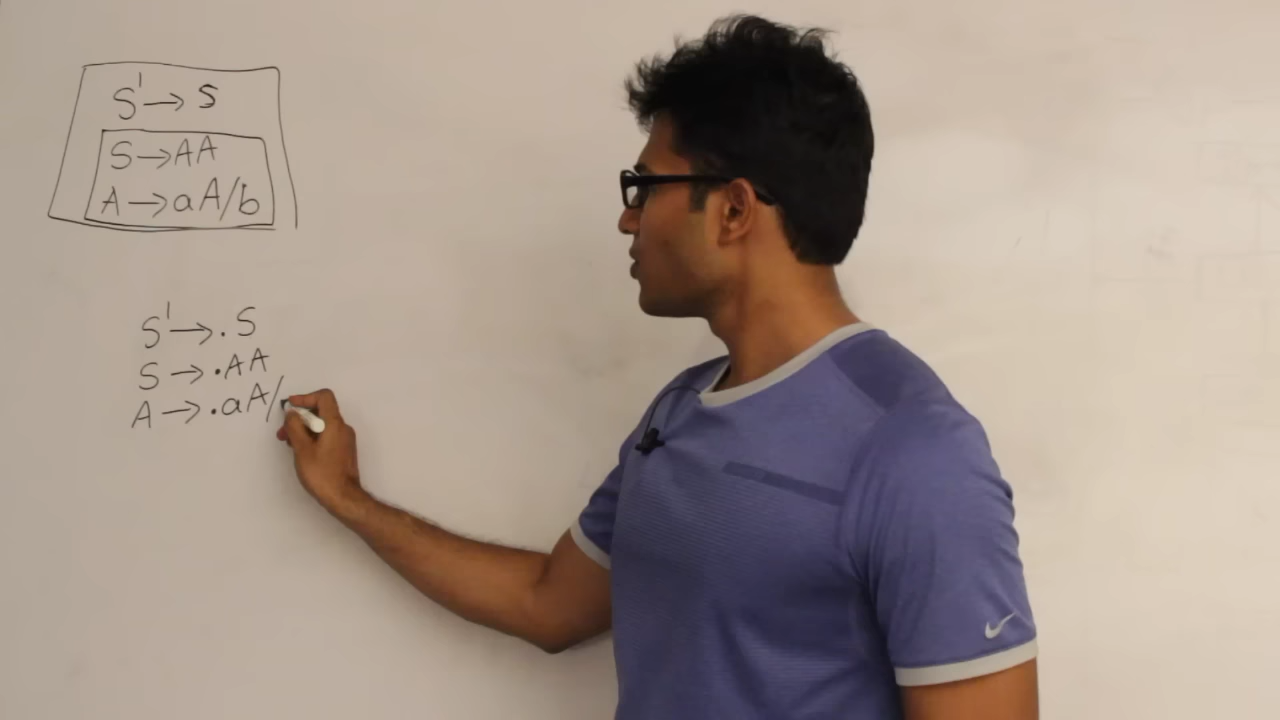 S' → S
S → AA
A → aA/b
S' → .S
S → .AA
A → .aA/